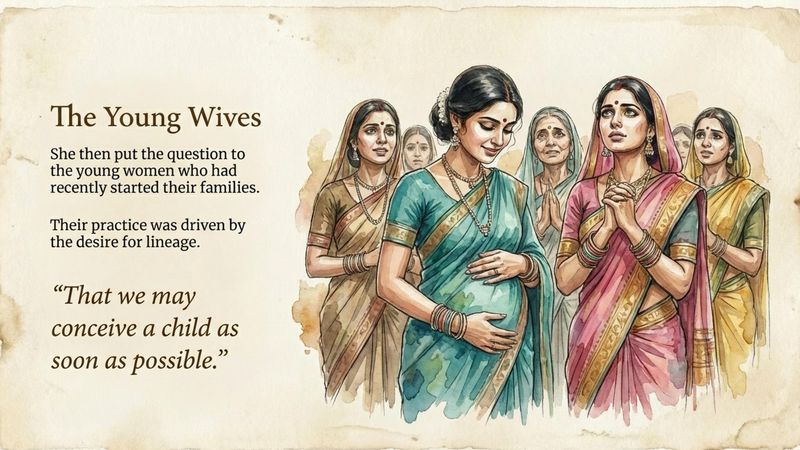 The Young Wives
She then put the question to
the young women who had
recently started their families.
Their practice was driven by
the desire for lineage.
“That we may
conceive a child as
soon as possible.”